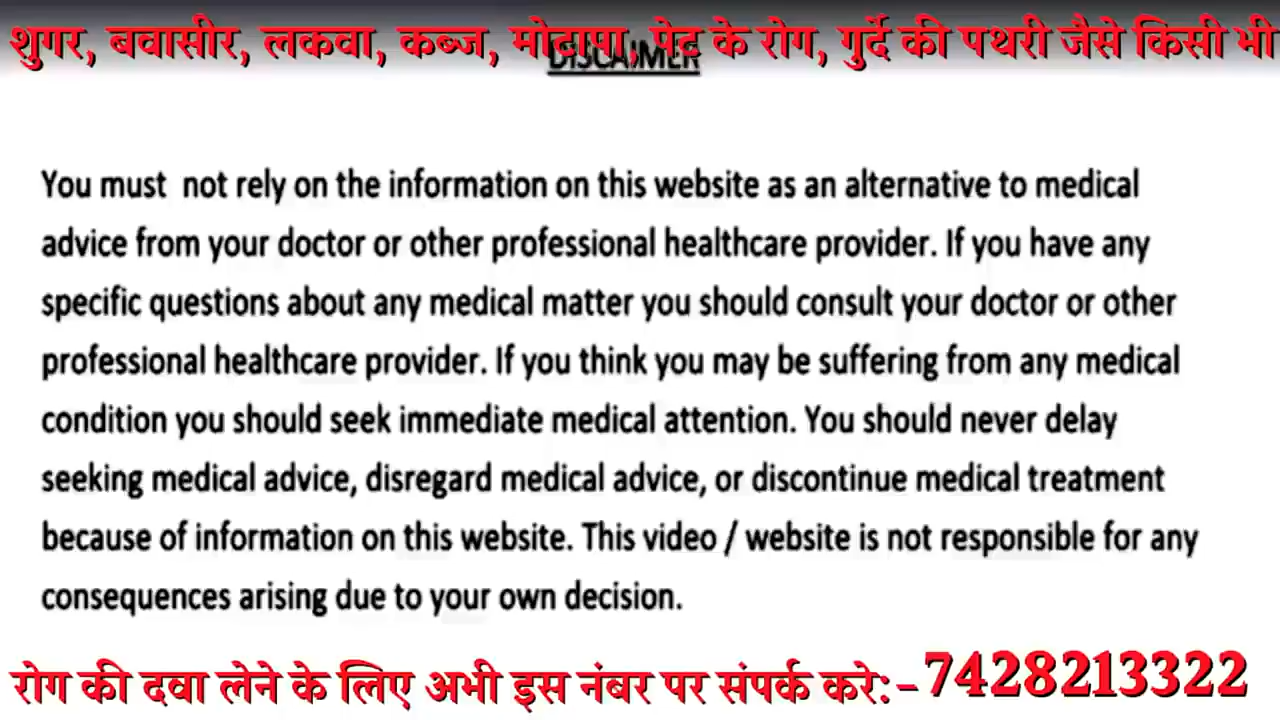 शुगर, बवासीर, लकवा, कब्ज, मोटापा, पेट के रोग, गुर्दे की पथरी जैसे किसी भी
DISCAIMER
You must not rely on the information on this website as an alternative to medical
advice from your doctor or other professional healthcare provider. If you have any
specific questions about any medical matter you should consult your doctor or other
professional healthcare provider. If you think you may be suffering from any medical
condition you should seek immediate medical attention. You should never delay
seeking medical advice, disregard medical advice, or discontinue medical treatment
because of information on this website. This video / website is not responsible for any
consequences arising due to your own decision.
रोग की दवा लेने के लिए अभी इस नंबर पर संपर्क करे:-7428213322